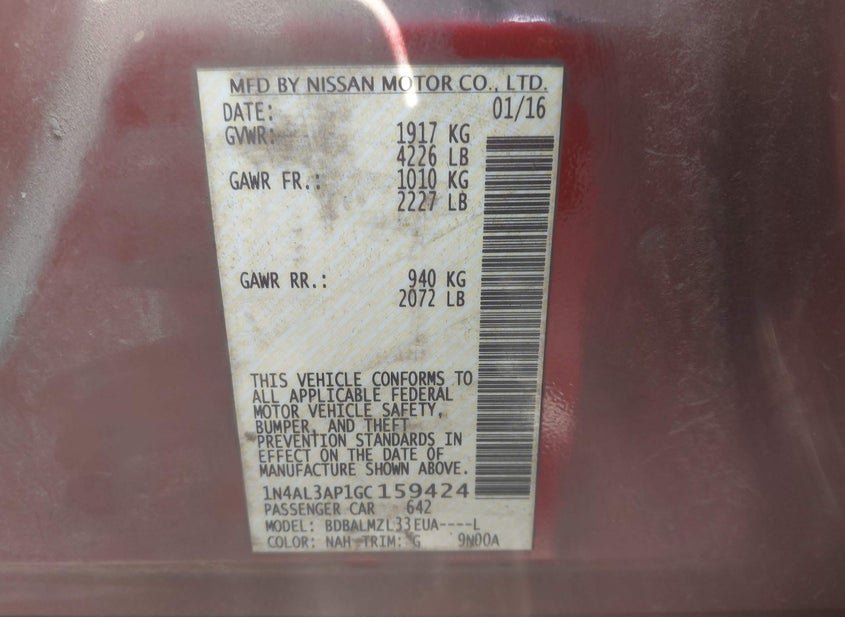 MFD BY NISSAN MOTOR CO., LTD.
DATE: 01/16
GVWR: 1917 KG
4226 LB
GAWR FR.: 1010 KG
2227 LB
GAWR RR.: 940 KG
2072 LB
THIS VEHICLE CONFORMS TO
ALL APPLICABLE FEDERAL
MOTOR VEHICLE SAFETY,
BUMPER, AND THEFT
PREVENTION STANDARDS IN
EFFECT ON THE DATE OF
MANUFACTURE SHOWN ABOVE.
1N4AL3AP1GC159424
PASSENGER CAR 642
MODEL: BDBALMZL33EUA----L
COLOR: NAH TRIM: G 9N00A